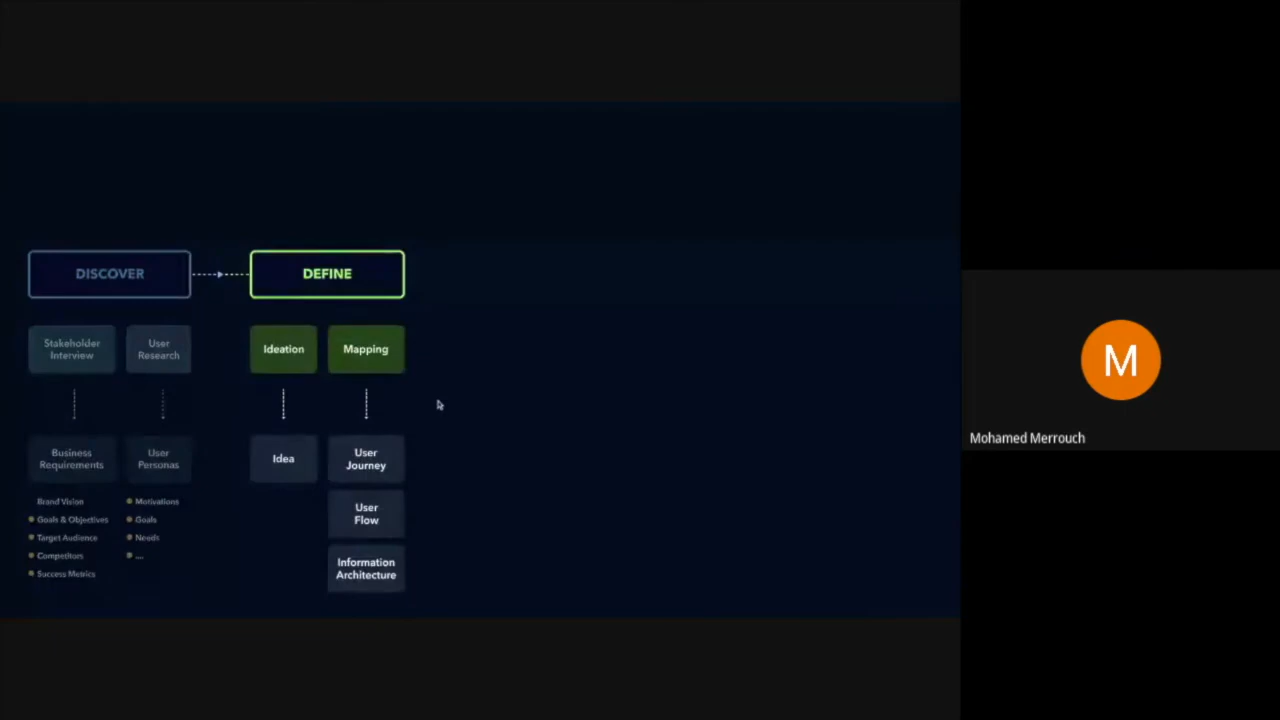 DISCOVER
DEFINE
Stakeholder
Interview
User
Research
Ideation
Mapping
Business
Requirements
User
Personas
Idea
User
Journey
Brand Vision
Goals & Objectives
Target Audience
Competitors
Success Metrics
Motivations
Goals
Needs
....
User
Flow
Information
Architecture
M
Mohamed Merrouch